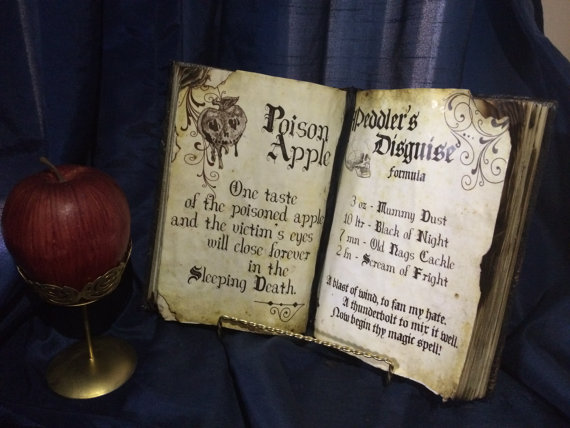 Poison
Apple
One taste
of the poisoned apple
and the victim's eyes
will close forever
in the
Sleeping Death.
Peddler's
Disguise
formula
3 oz - Mummy Dust
10 ltr - Black of Night
7 mn - Old Hags Cackle
2 fn - Scream of Fright
A blast of wind, to fan my hate.
A thunderbolt to mix it well.
Now begin thy magic spell!